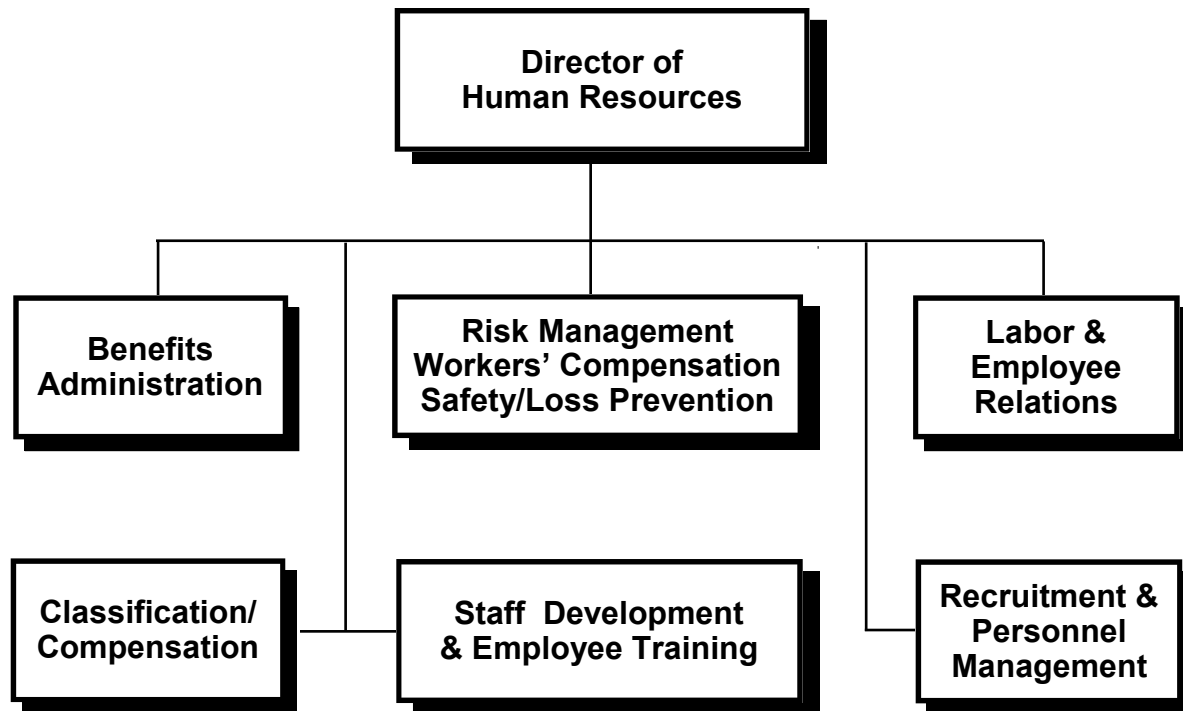 Director of
Human Resources
Benefits
Administration
Risk Management
Workers’ Compensation
Safety/Loss Prevention
Labor &
Employee
Relations
Classification/
Compensation
Staff  Development
& Employee Training
Recruitment &
Personnel
Management